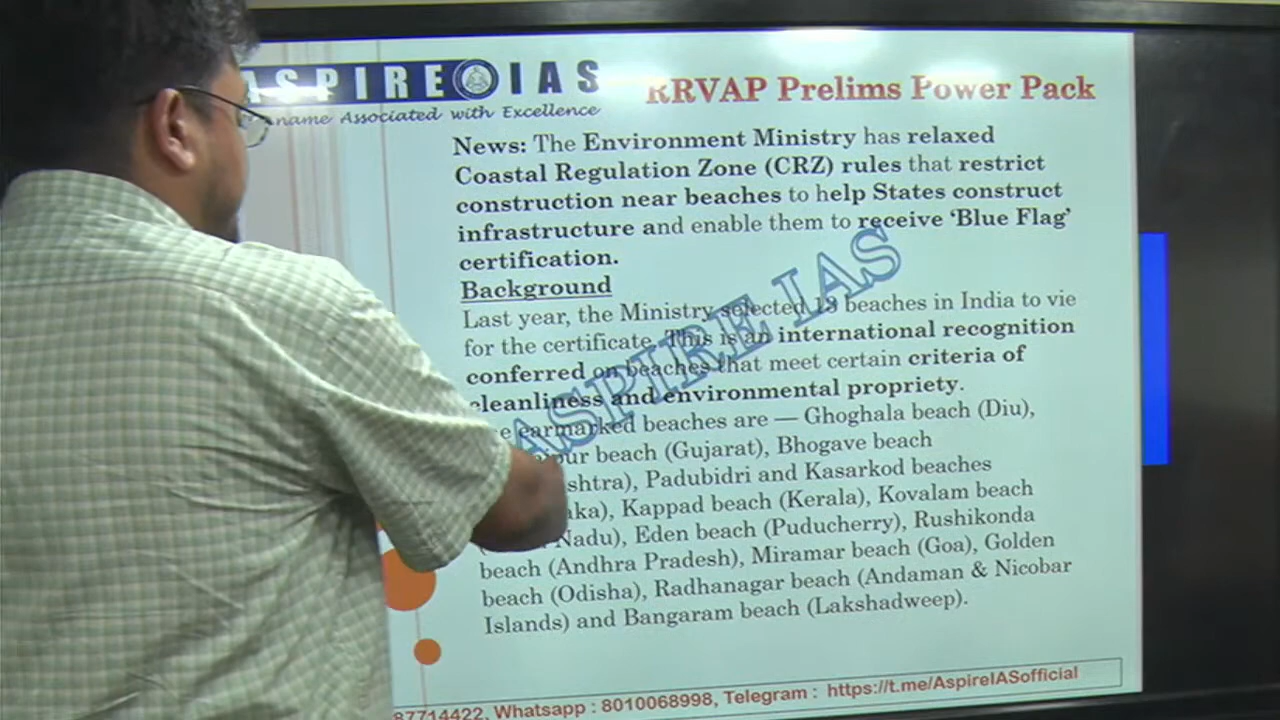 ASPIRE IAS
name Associated with Excellence
RRVAP Prelims Power Pack
News: The Environment Ministry has relaxed
Coastal Regulation Zone (CRZ) rules that restrict
construction near beaches to help States construct
infrastructure and enable them to receive ‘Blue Flag’
certification.
Background
Last year, the Ministry selected 13 beaches in India to vie
for the certificate. This is an international recognition
conferred on beaches that meet certain criteria of
cleanliness and environmental propriety.
earmarked beaches are — Ghoghala beach (Diu),
beach (Gujarat), Bhogave beach
Padubidri and Kasarkod beaches
Kappad beach (Kerala), Kovalam beach
Nadu), Eden beach (Puducherry), Rushikonda
beach (Andhra Pradesh), Miramar beach (Goa), Golden
beach (Odisha), Radhanagar beach (Andaman & Nicobar
Islands) and Bangaram beach (Lakshadweep).
ASPIRE IAS
87714422, Whatsapp : 8010068998, Telegram : https://t.me/AspireIASofficial